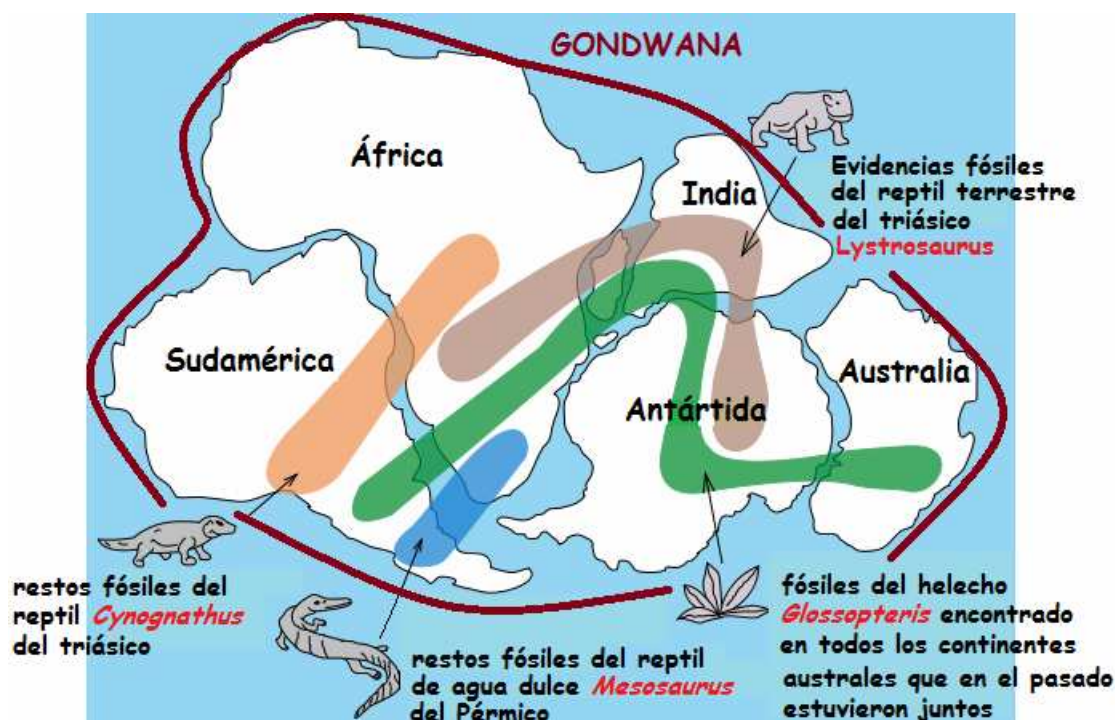 GONDWANA
África
India
Evidencias fósiles
del reptil terrestre
del triásico
Lystrosaurus
Sudamérica
Australia
Antártida
restos fósiles del
reptil Cynognathus
del triásico
restos fósiles del reptil
de agua dulce Mesosaurus
del Pérmico
fósiles del helecho
Glossopteris encontrado
en todos los continentes
australes que en el pasado
estuvieron juntos